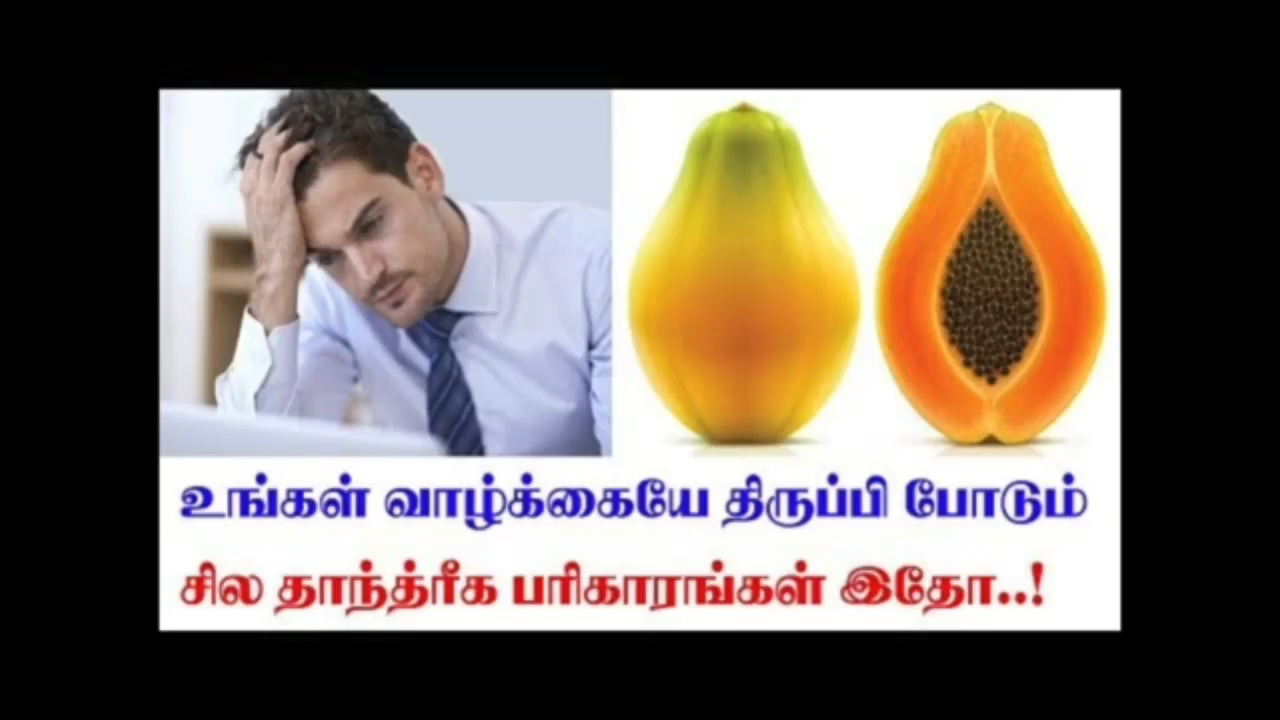 உங்கள் வாழ்க்கையே திருப்பி போடும்
சில தாந்த்ரீக பரிகாரங்கள் இதோ..!